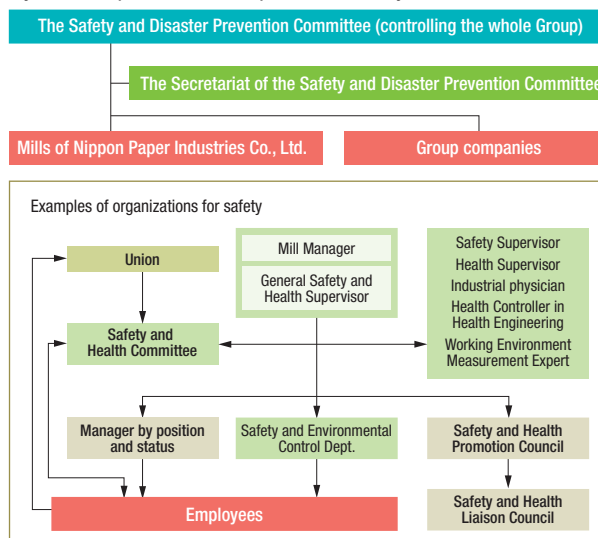 The Safety and Disaster Prevention Committee (controlling the whole Group)
The Secretariat of the Safety and Disaster Prevention Committee
Mills of Nippon Paper Industries Co., Ltd.
Group companies
Examples of organizations for safety
Union
Mill Manager
General Safety and
Health Supervisor
Safety Supervisor
Health Supervisor
Industrial physician
Health Controller in
Health Engineering
Working Environment
Measurement Expert
Safety and
Health Committee
Manager by position
and status
Safety and Environmental
Control Dept.
Safety and Health
Promotion Council
Employees
Safety and Health
Liaison Council